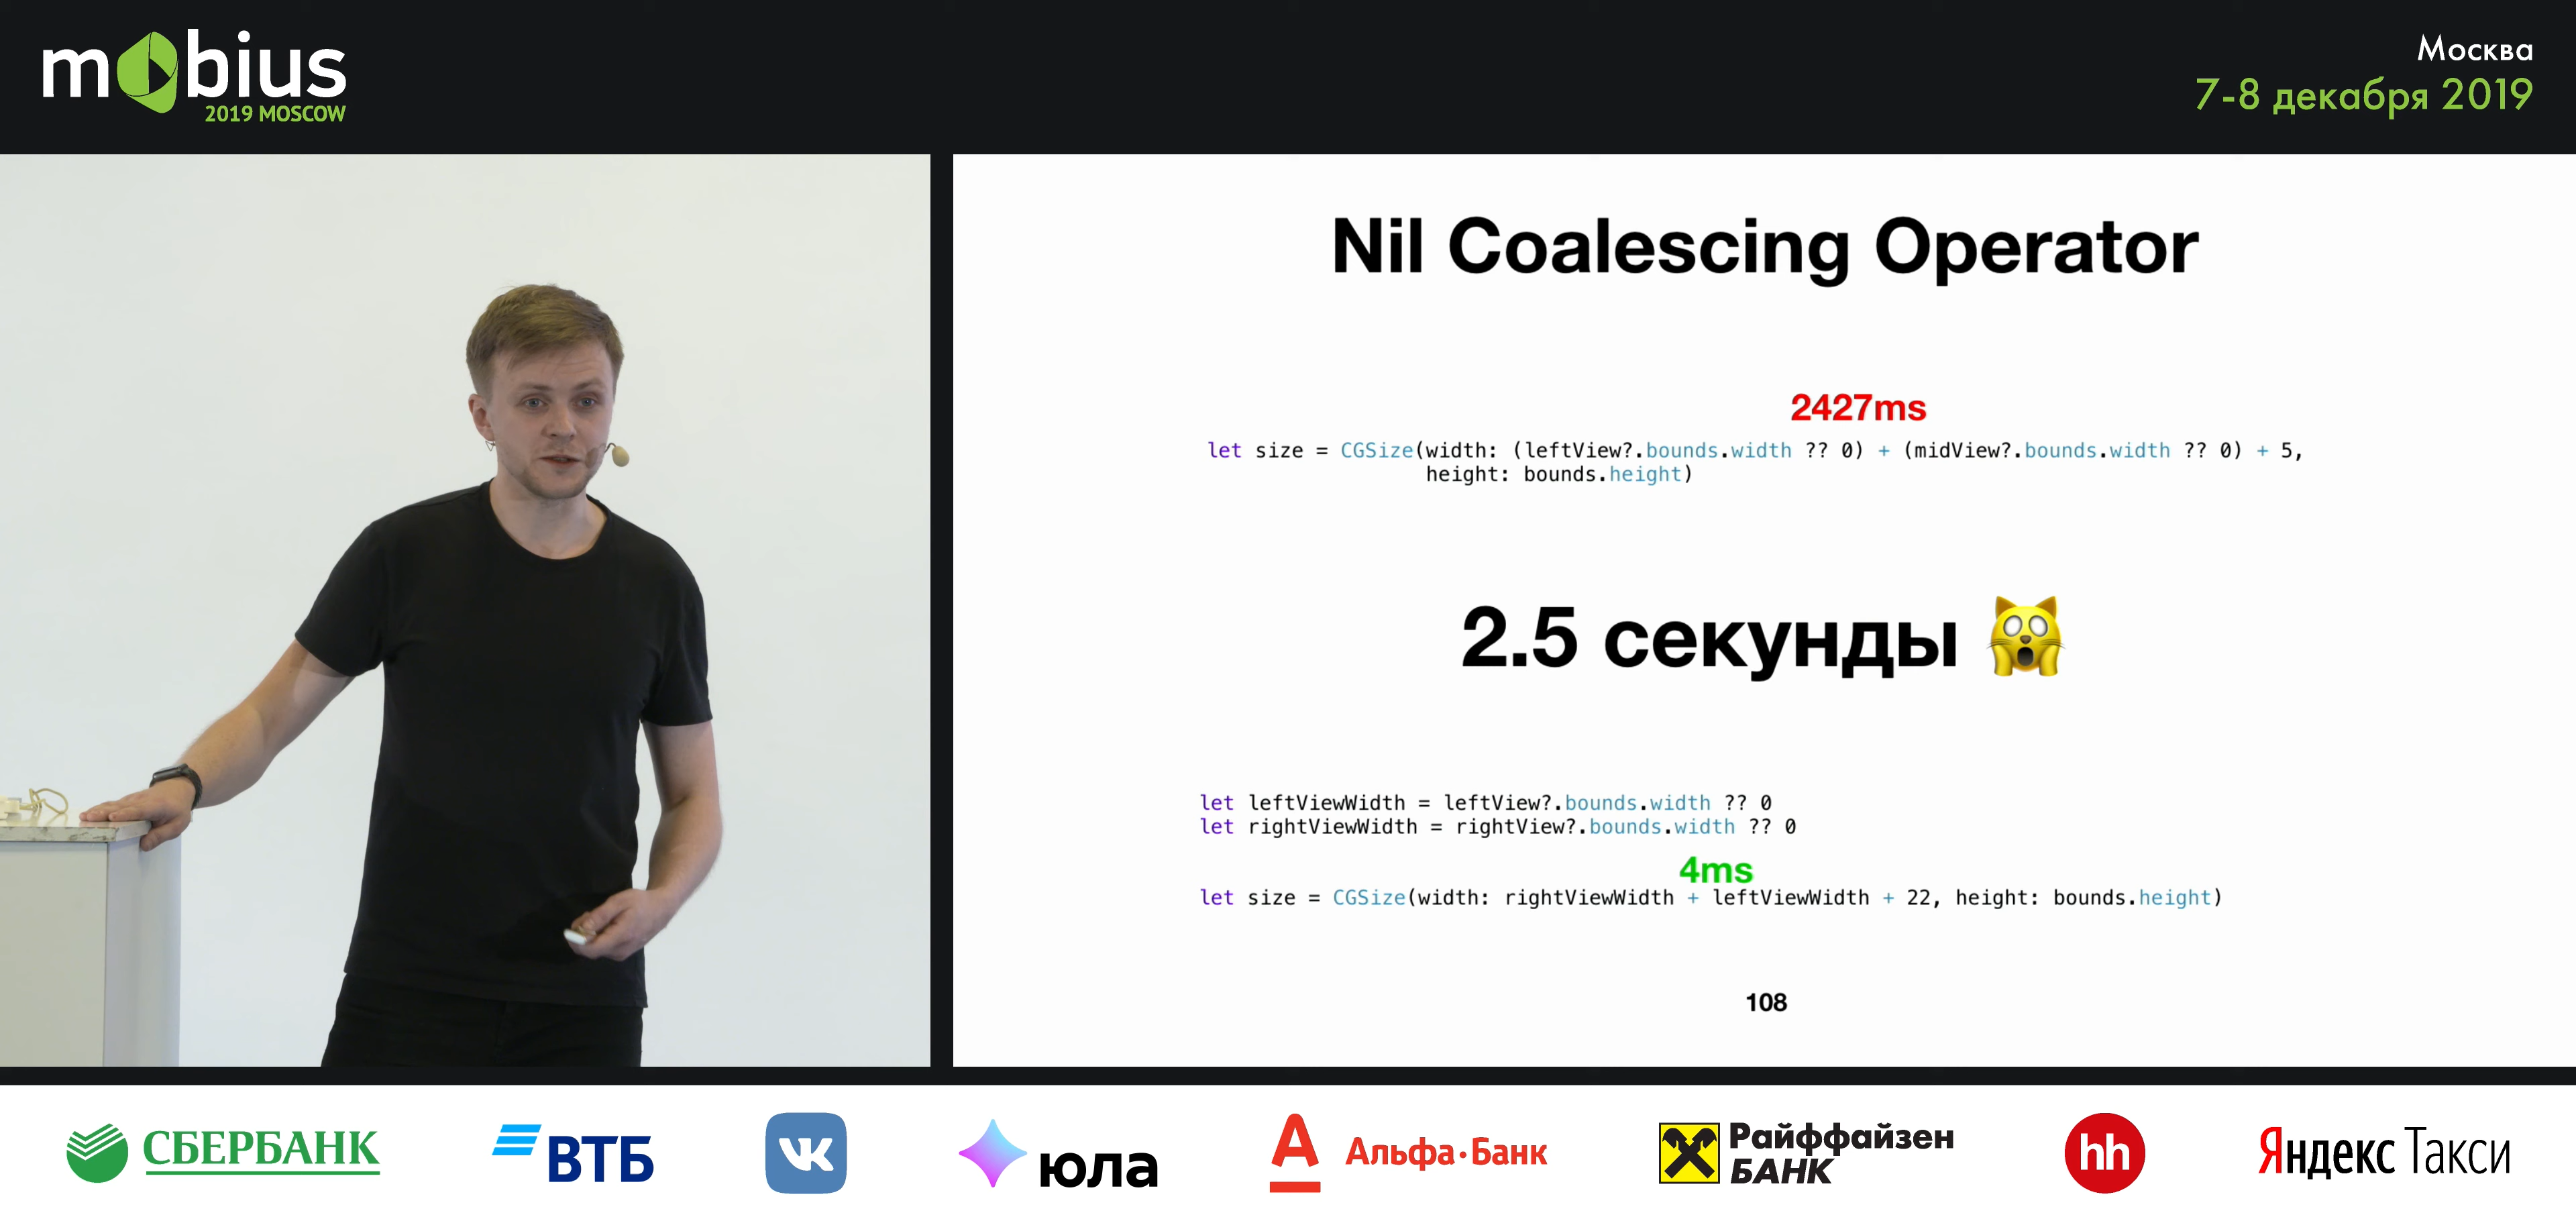 mobius
2019 MOSCOW
Москва
7-8 декабря 2019
Nil Coalescing Operator
2427ms
let size = CGSize(width: (leftView?.bounds.width ?? 0) + (midView?.bounds.width ?? 0) + 5,
height: bounds.height)
2.5 секунды 🙀
let leftViewWidth = leftView?.bounds.width ?? 0
let rightViewWidth = rightView?.bounds.width ?? 0
4ms
let size = CGSize(width: rightViewWidth + leftViewWidth + 22, height: bounds.height)
108
СБЕРБАНК
ВТБ
VK
юла
А
Альфа·Банк
Райффайзен
БАНК
hh
Яндекс Такси